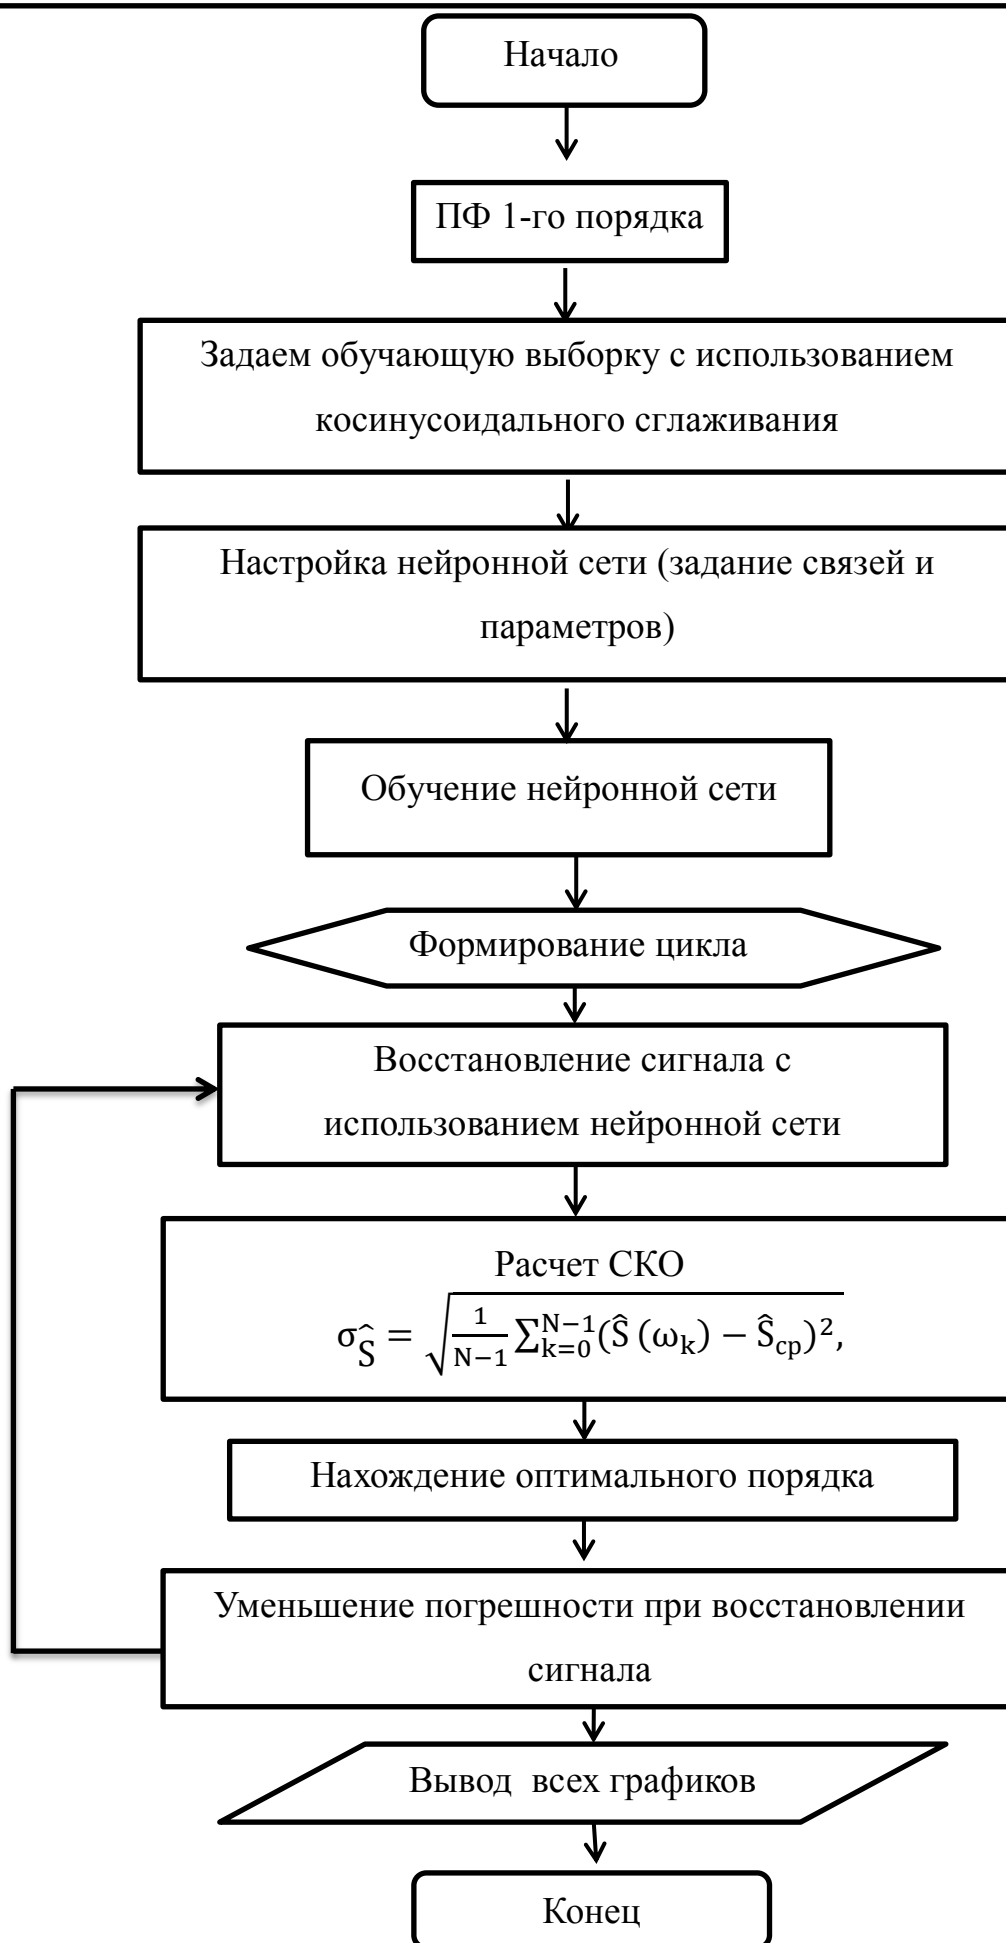 Начало
ПФ 1-го порядка
Задаем обучающую выборку с использованием
косинусоидального сглаживания
Настройка нейронной сети (задание связей и
параметров)
Обучение нейронной сети
Формирование цикла
Восстановление сигнала с
использованием нейронной сети
Расчет СКО
σ_Ŝ = √(1/(N−1) ∑_{k=0}^{N−1}(Ŝ (ω_k) − Ŝ_ср)²,
Нахождение оптимального порядка
Уменьшение погрешности при восстановлении
сигнала
Вывод всех графиков
Конец